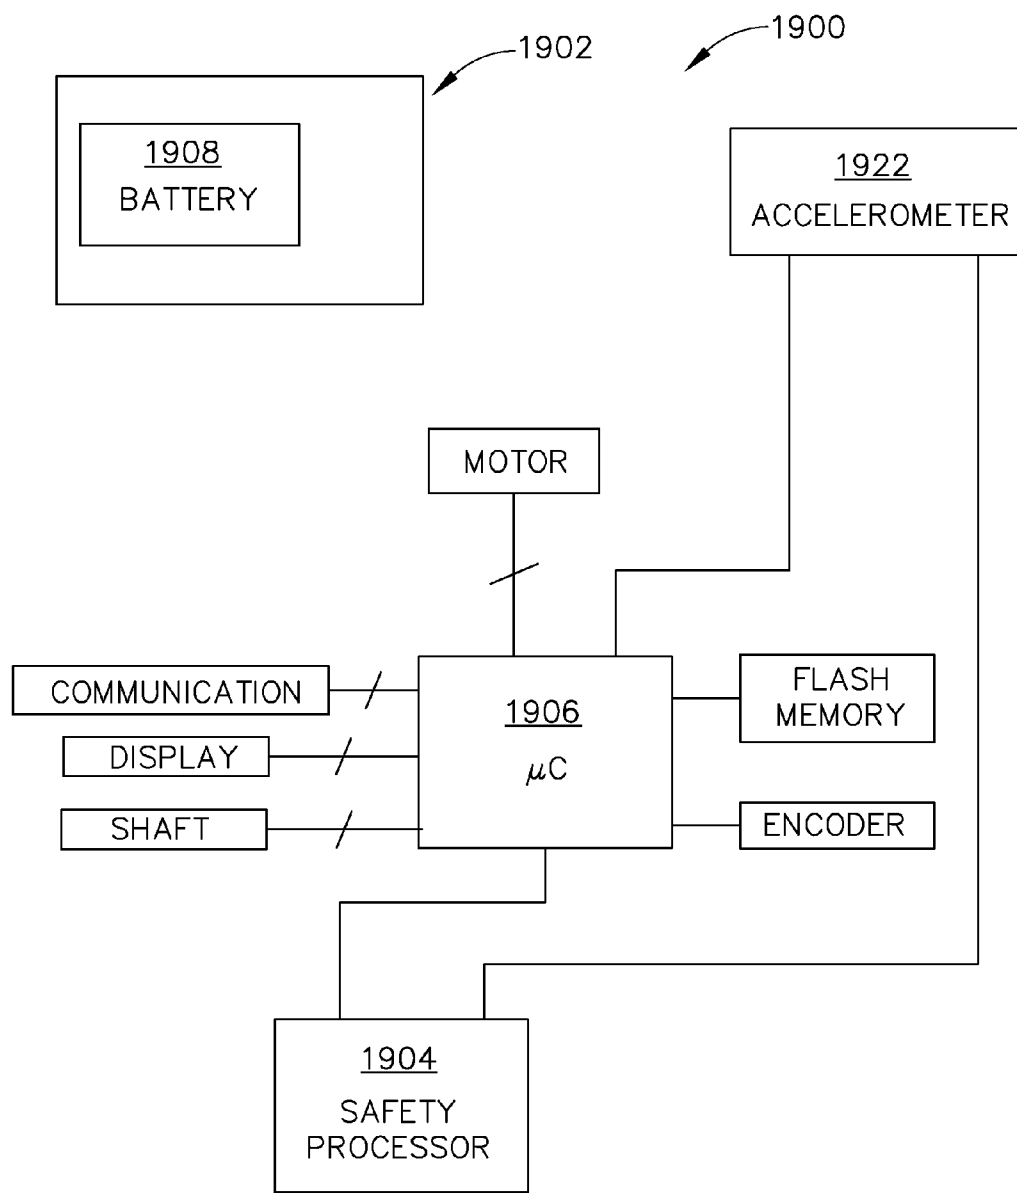 1902
1900
1908
BATTERY
1922
ACCELEROMETER
MOTOR
COMMUNICATION
DISPLAY
SHAFT
1906
μC
FLASH
MEMORY
ENCODER
1904
SAFETY
PROCESSOR